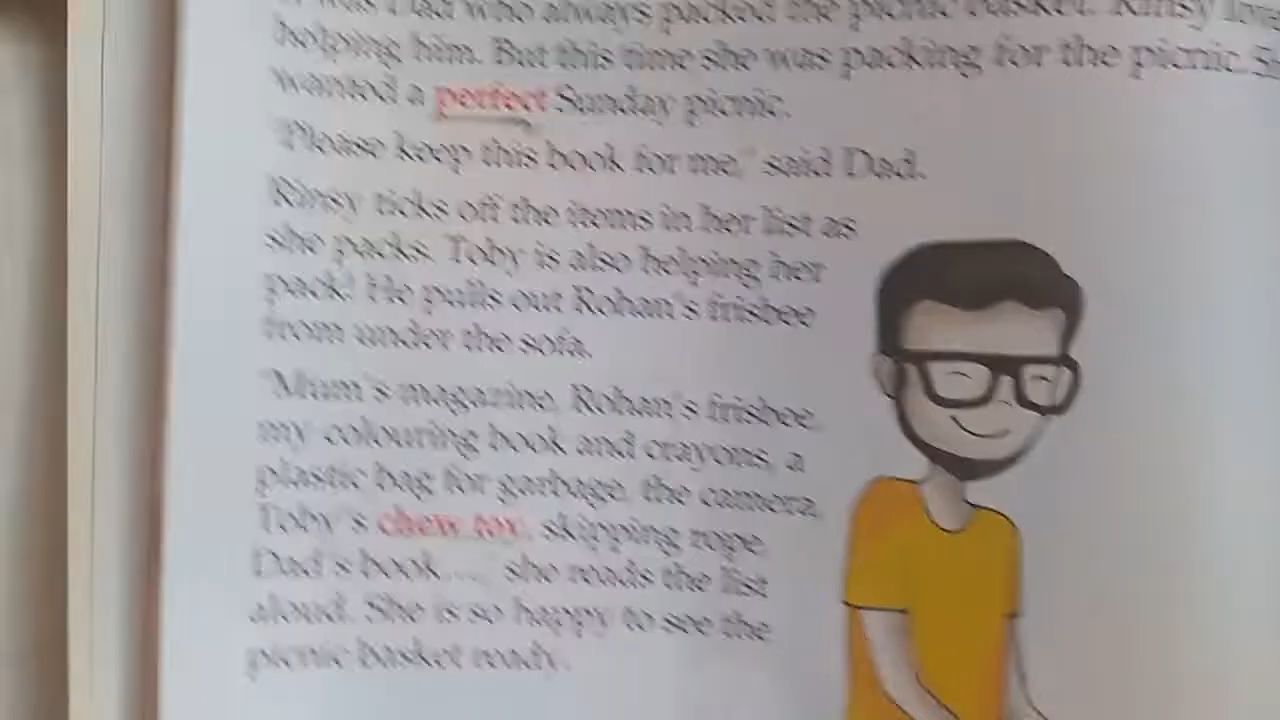 was Dad who always packed the picnic basket. Kinsy
helping him. But this time she was packing for the picnic.
wanted a perfect Sunday picnic.
'Please keep this book for me,' said Dad.
Kinsy ticks off the items in her list as
she packs. Toby is also helping her
pack! He pulls out Rohan's frisbee
from under the sofa.
'Mum's magazine, Rohan's frisbee,
my colouring book and crayons, a
plastic bag for garbage, the camera,
Toby's chew toy, skipping rope,
Dad's book...,' she reads the list
aloud. She is so happy to see the
picnic basket ready.